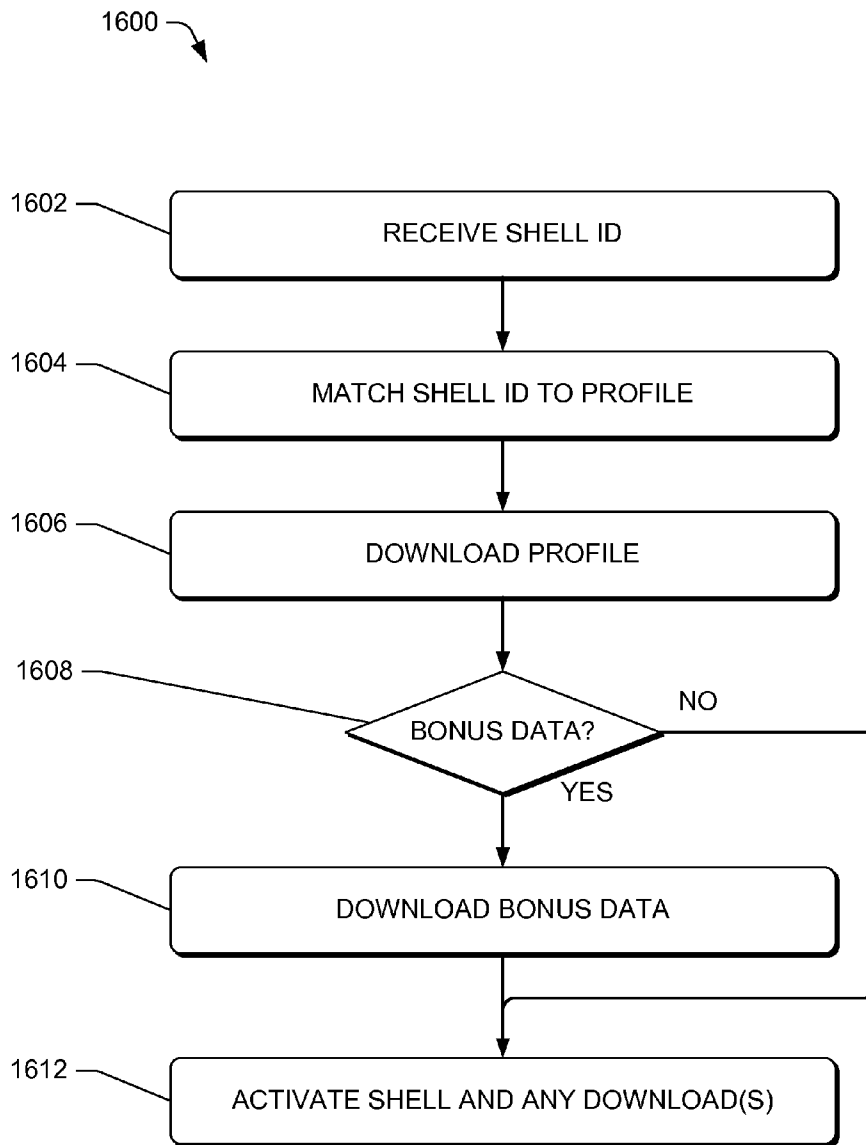 1600
1602
RECEIVE SHELL ID
1604
MATCH SHELL ID TO PROFILE
1606
DOWNLOAD PROFILE
1608
BONUS DATA?
NO
YES
1610
DOWNLOAD BONUS DATA
1612
ACTIVATE SHELL AND ANY DOWNLOAD(S)